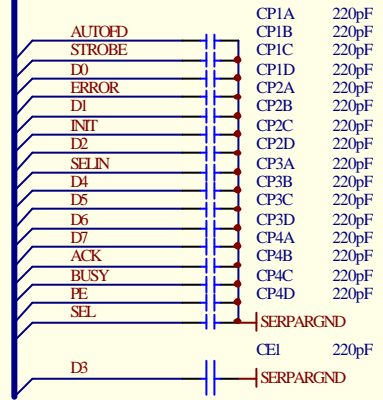 CP1A 220pF
AUTOFD CP1B 220pF
STROBE CP1C 220pF
D0 CP1D 220pF
ERROR CP2A 220pF
D1 CP2B 220pF
INIT CP2C 220pF
D2 CP2D 220pF
SELIN CP3A 220pF
D4 CP3B 220pF
D5 CP3C 220pF
D6 CP3D 220pF
D7 CP4A 220pF
ACK CP4B 220pF
BUSY CP4C 220pF
PE CP4D 220pF
SEL SERPARGND
CE1 220pF
D3 SERPARGND